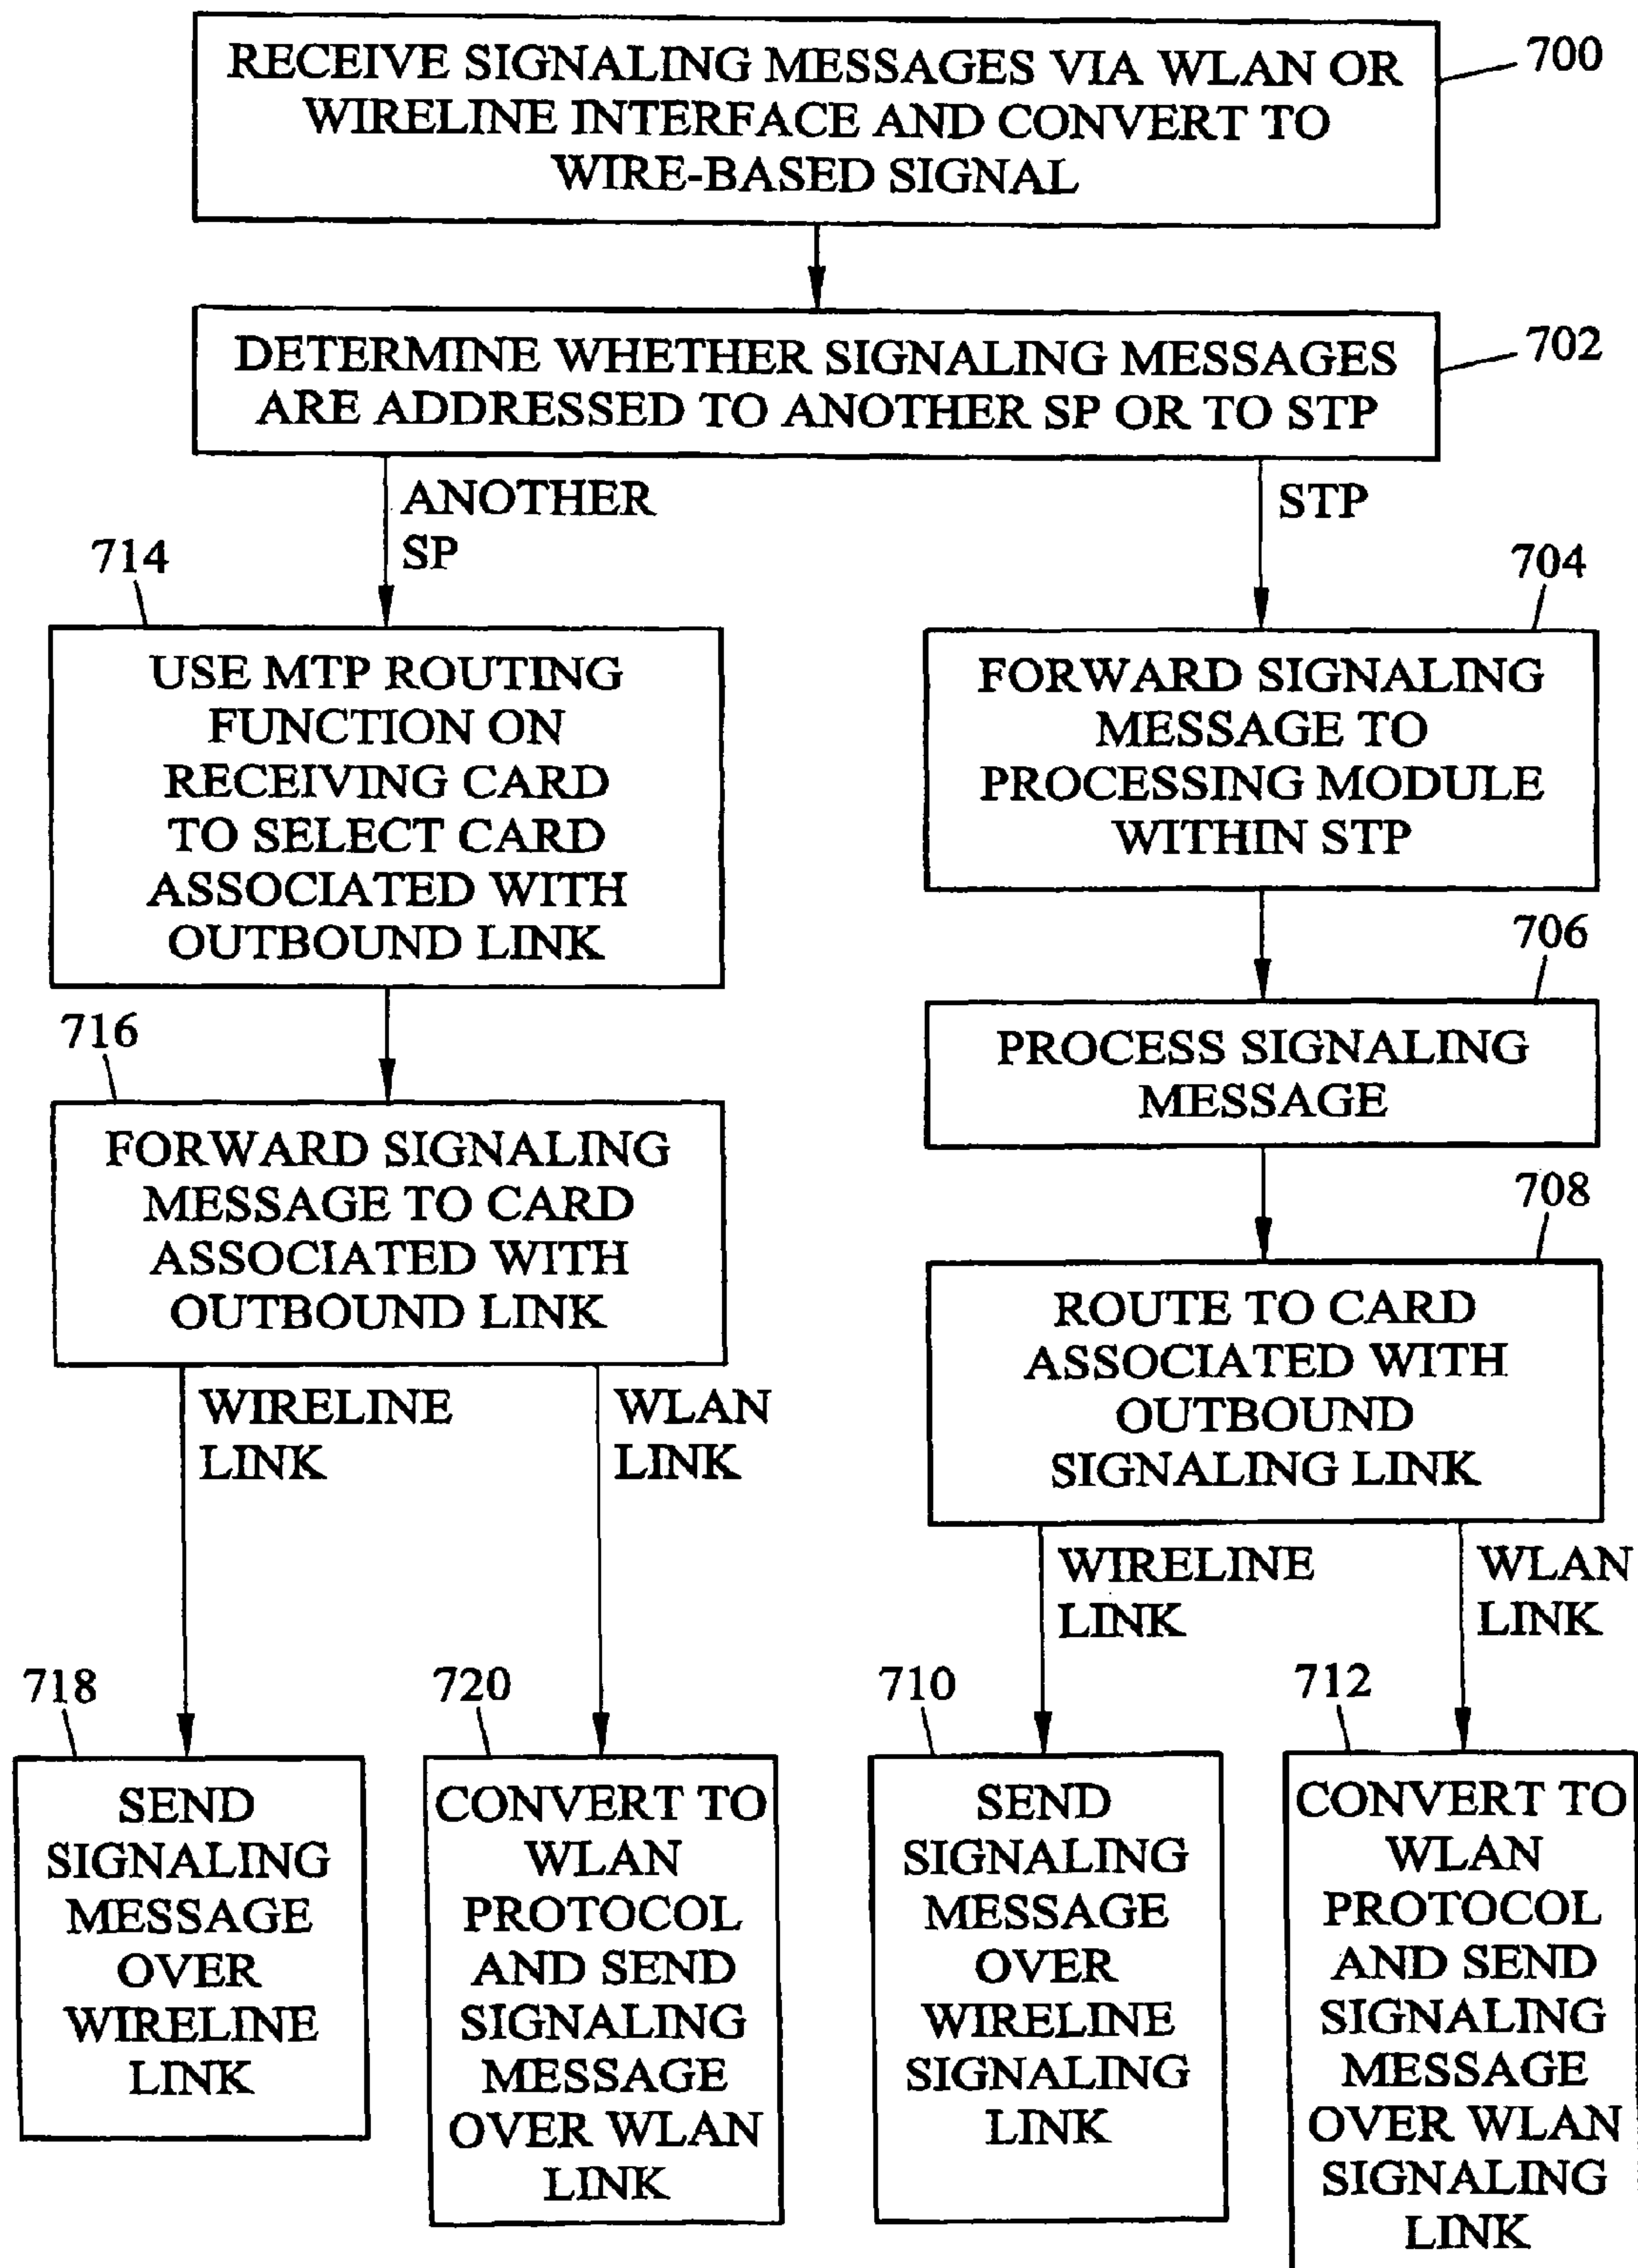 RECEIVE SIGNALING MESSAGES VIA WLAN OR
WIRELINE INTERFACE AND CONVERT TO
WIRE-BASED SIGNAL
700
DETERMINE WHETHER SIGNALING MESSAGES
ARE ADDRESSED TO ANOTHER SP OR TO STP
702
ANOTHER
SP
STP
714
USE MTP ROUTING
FUNCTION ON
RECEIVING CARD
TO SELECT CARD
ASSOCIATED WITH
OUTBOUND LINK
704
FORWARD SIGNALING
MESSAGE TO
PROCESSING MODULE
WITHIN STP
706
PROCESS SIGNALING
MESSAGE
716
FORWARD SIGNALING
MESSAGE TO CARD
ASSOCIATED WITH
OUTBOUND LINK
708
ROUTE TO CARD
ASSOCIATED WITH
OUTBOUND
SIGNALING LINK
WIRELINE
LINK
WLAN
LINK
WIRELINE
LINK
WLAN
LINK
718
SEND
SIGNALING
MESSAGE
OVER
WIRELINE
LINK
720
CONVERT TO
WLAN
PROTOCOL
AND SEND
SIGNALING
MESSAGE
OVER WLAN
LINK
710
SEND
SIGNALING
MESSAGE
OVER
WIRELINE
SIGNALING
LINK
712
CONVERT TO
WLAN
PROTOCOL
AND SEND
SIGNALING
MESSAGE
OVER WLAN
SIGNALING
LINK